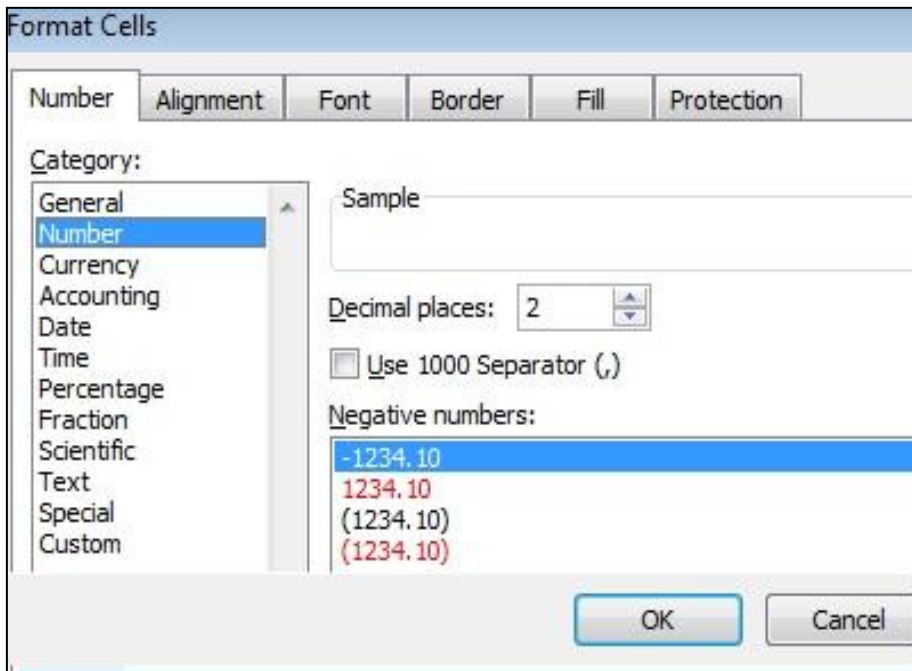 Format Cells
Number Alignment Font Border Fill Protection
Category:
General
Number
Currency
Accounting
Date
Time
Percentage
Fraction
Scientific
Text
Special
Custom
Sample
Decimal places: 2
Use 1000 Separator (,)
Negative numbers:
-1234.10
1234.10
(1234.10)
(1234.10)
OK Cancel